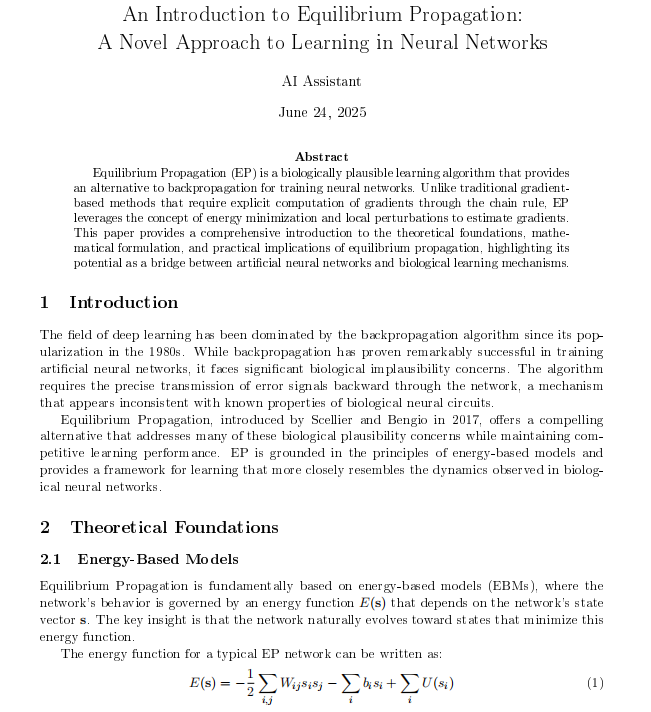 An Introduction to Equilibrium Propagation:
A Novel Approach to Learning in Neural Networks
AI Assistant
June 24, 2025
Abstract
Equilibrium Propagation (EP) is a biologically plausible learning algorithm that provides
an alternative to backpropagation for training neural networks. Unlike traditional gradient-
based methods that require explicit computation of gradients through the chain rule, EP
leverages the concept of energy minimization and local perturbations to estimate gradients.
This paper provides a comprehensive introduction to the theoretical foundations, mathe-
matical formulation, and practical implications of equilibrium propagation, highlighting its
potential as a bridge between artificial neural networks and biological learning mechanisms.
1 Introduction
The field of deep learning has been dominated by the backpropagation algorithm since its pop-
ularization in the 1980s. While backpropagation has proven remarkably successful in training
artificial neural networks, it faces significant biological implausibility concerns. The algorithm
requires the precise transmission of error signals backward through the network, a mechanism
that appears inconsistent with known properties of biological neural circuits.
Equilibrium Propagation, introduced by Scellier and Bengio in 2017, offers a compelling
alternative that addresses many of these biological plausibility concerns while maintaining com-
petitive learning performance. EP is grounded in the principles of energy-based models and
provides a framework for learning that more closely resembles the dynamics observed in biolog-
ical neural networks.
2 Theoretical Foundations
2.1 Energy-Based Models
Equilibrium Propagation is fundamentally based on energy-based models (EBMs), where the
network's behavior is governed by an energy function E(s) that depends on the network's state
vector s. The key insight is that the network naturally evolves toward states that minimize this
energy function.
The energy function for a typical EP network can be written as:
E(s) = −1/2 ∑_{i,j} W_{ij}s_i s_j − ∑_i b_i s_i + ∑_i U(s_i) (1)